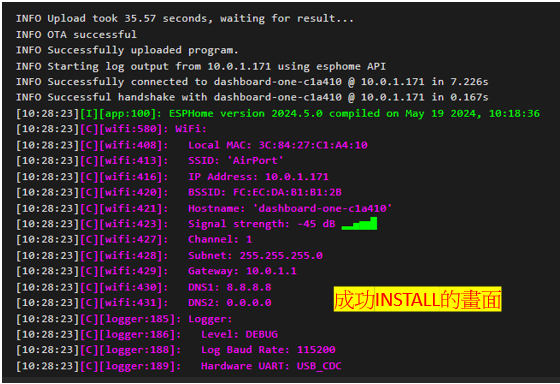 INFO Upload took 35.57 seconds, waiting for result...
INFO OTA successful
INFO Successfully uploaded program.
INFO Starting log output from 10.0.1.171 using esphome API
INFO Successfully connected to dashboard-one-c1a410 @ 10.0.1.171 in 7.226s
INFO Successful handshake with dashboard-one-c1a410 @ 10.0.1.171 in 0.167s
[10:28:23][I][app:100]: ESPHome version 2024.5.0 compiled on May 19 2024, 10:18:36
[10:28:23][C][wifi:580]: WiFi:
[10:28:23][C][wifi:408]:   Local MAC: 3C:84:27:C1:A4:10
[10:28:23][C][wifi:413]:   SSID: 'AirPort'
[10:28:23][C][wifi:416]:   IP Address: 10.0.1.171
[10:28:23][C][wifi:420]:   BSSID: FC:EC:DA:B1:B1:2B
[10:28:23][C][wifi:421]:   Hostname: 'dashboard-one-c1a410'
[10:28:23][C][wifi:423]:   Signal strength: -45 dB ▂▄▆█
[10:28:23][C][wifi:427]:   Channel: 1
[10:28:23][C][wifi:428]:   Subnet: 255.255.255.0
[10:28:23][C][wifi:429]:   Gateway: 10.0.1.1
[10:28:23][C][wifi:430]:   DNS1: 8.8.8.8
[10:28:23][C][wifi:431]:   DNS2: 0.0.0.0
成功INSTALL的畫面
[10:28:23][C][logger:185]: Logger:
[10:28:23][C][logger:186]:   Level: DEBUG
[10:28:23][C][logger:188]:   Log Baud Rate: 115200
[10:28:23][C][logger:189]:   Hardware UART: USB_CDC